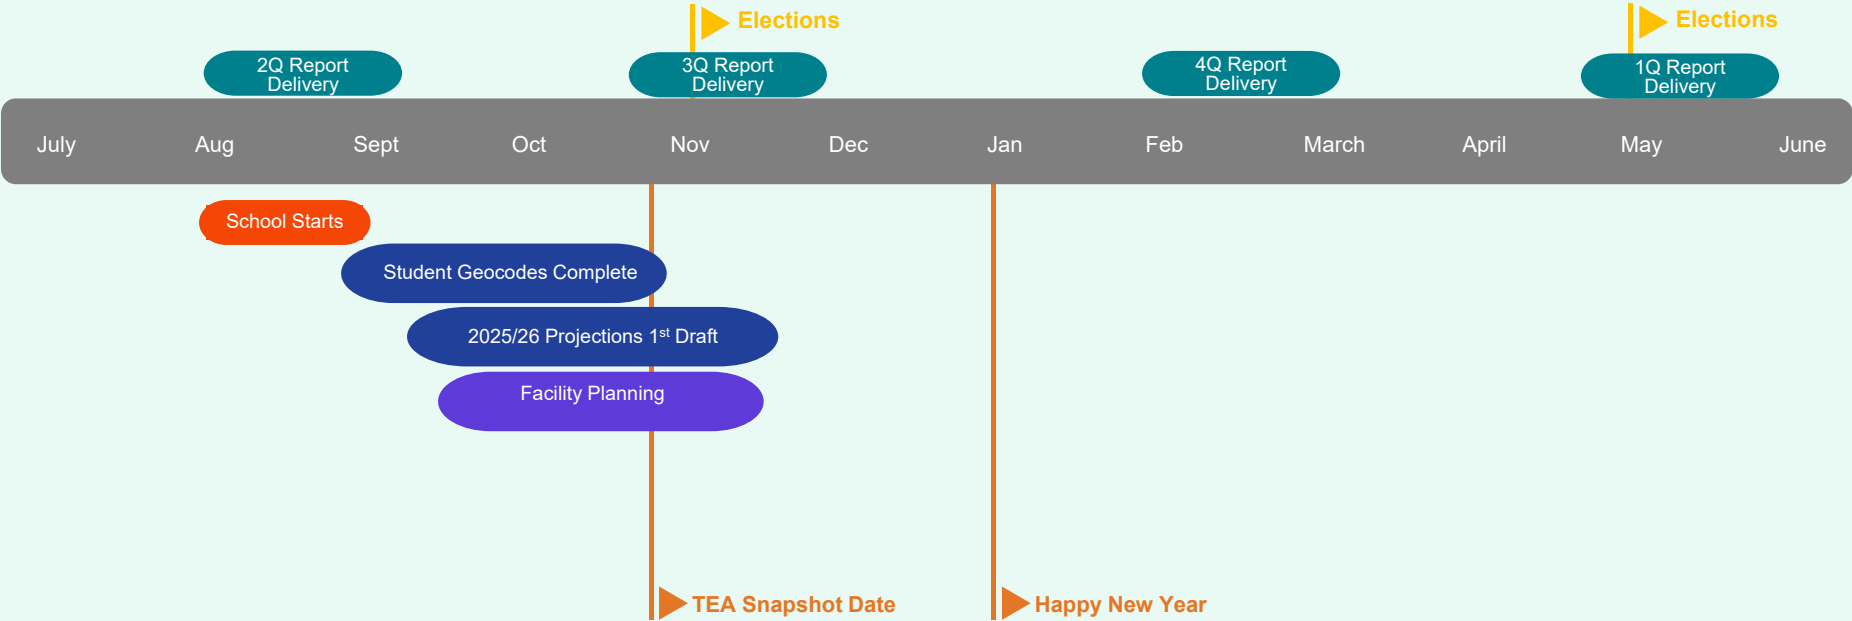 Elections
Elections
2Q Report
Delivery
3Q Report
Delivery
4Q Report
Delivery
1Q Report
Delivery
July Aug Sept Oct Nov Dec Jan Feb March April May June
School Starts
Student Geocodes Complete
2025/26 Projections 1st Draft
Facility Planning
TEA Snapshot Date
Happy New Year